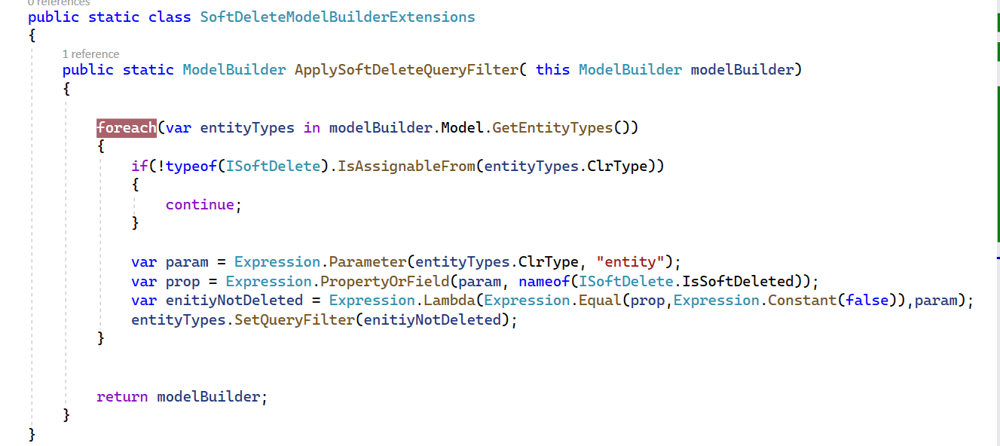 0 references
public static class SoftDeleteModelBuilderExtensions
{
1 reference
public static ModelBuilder ApplySoftDeleteQueryFilter( this ModelBuilder modelBuilder)
{
foreach(var entityTypes in modelBuilder.Model.GetEntityTypes())
{
if(!typeof(ISoftDelete).IsAssignableFrom(entityTypes.ClrType))
{
continue;
}
var param = Expression.Parameter(entityTypes.ClrType, "entity");
var prop = Expression.PropertyOrField(param, nameof(ISoftDelete.IsSoftDeleted));
var enitiyNotDeleted = Expression.Lambda(Expression.Equal(prop,Expression.Constant(false)),param);
entityTypes.SetQueryFilter(enitiyNotDeleted);
}
return modelBuilder;
}
}